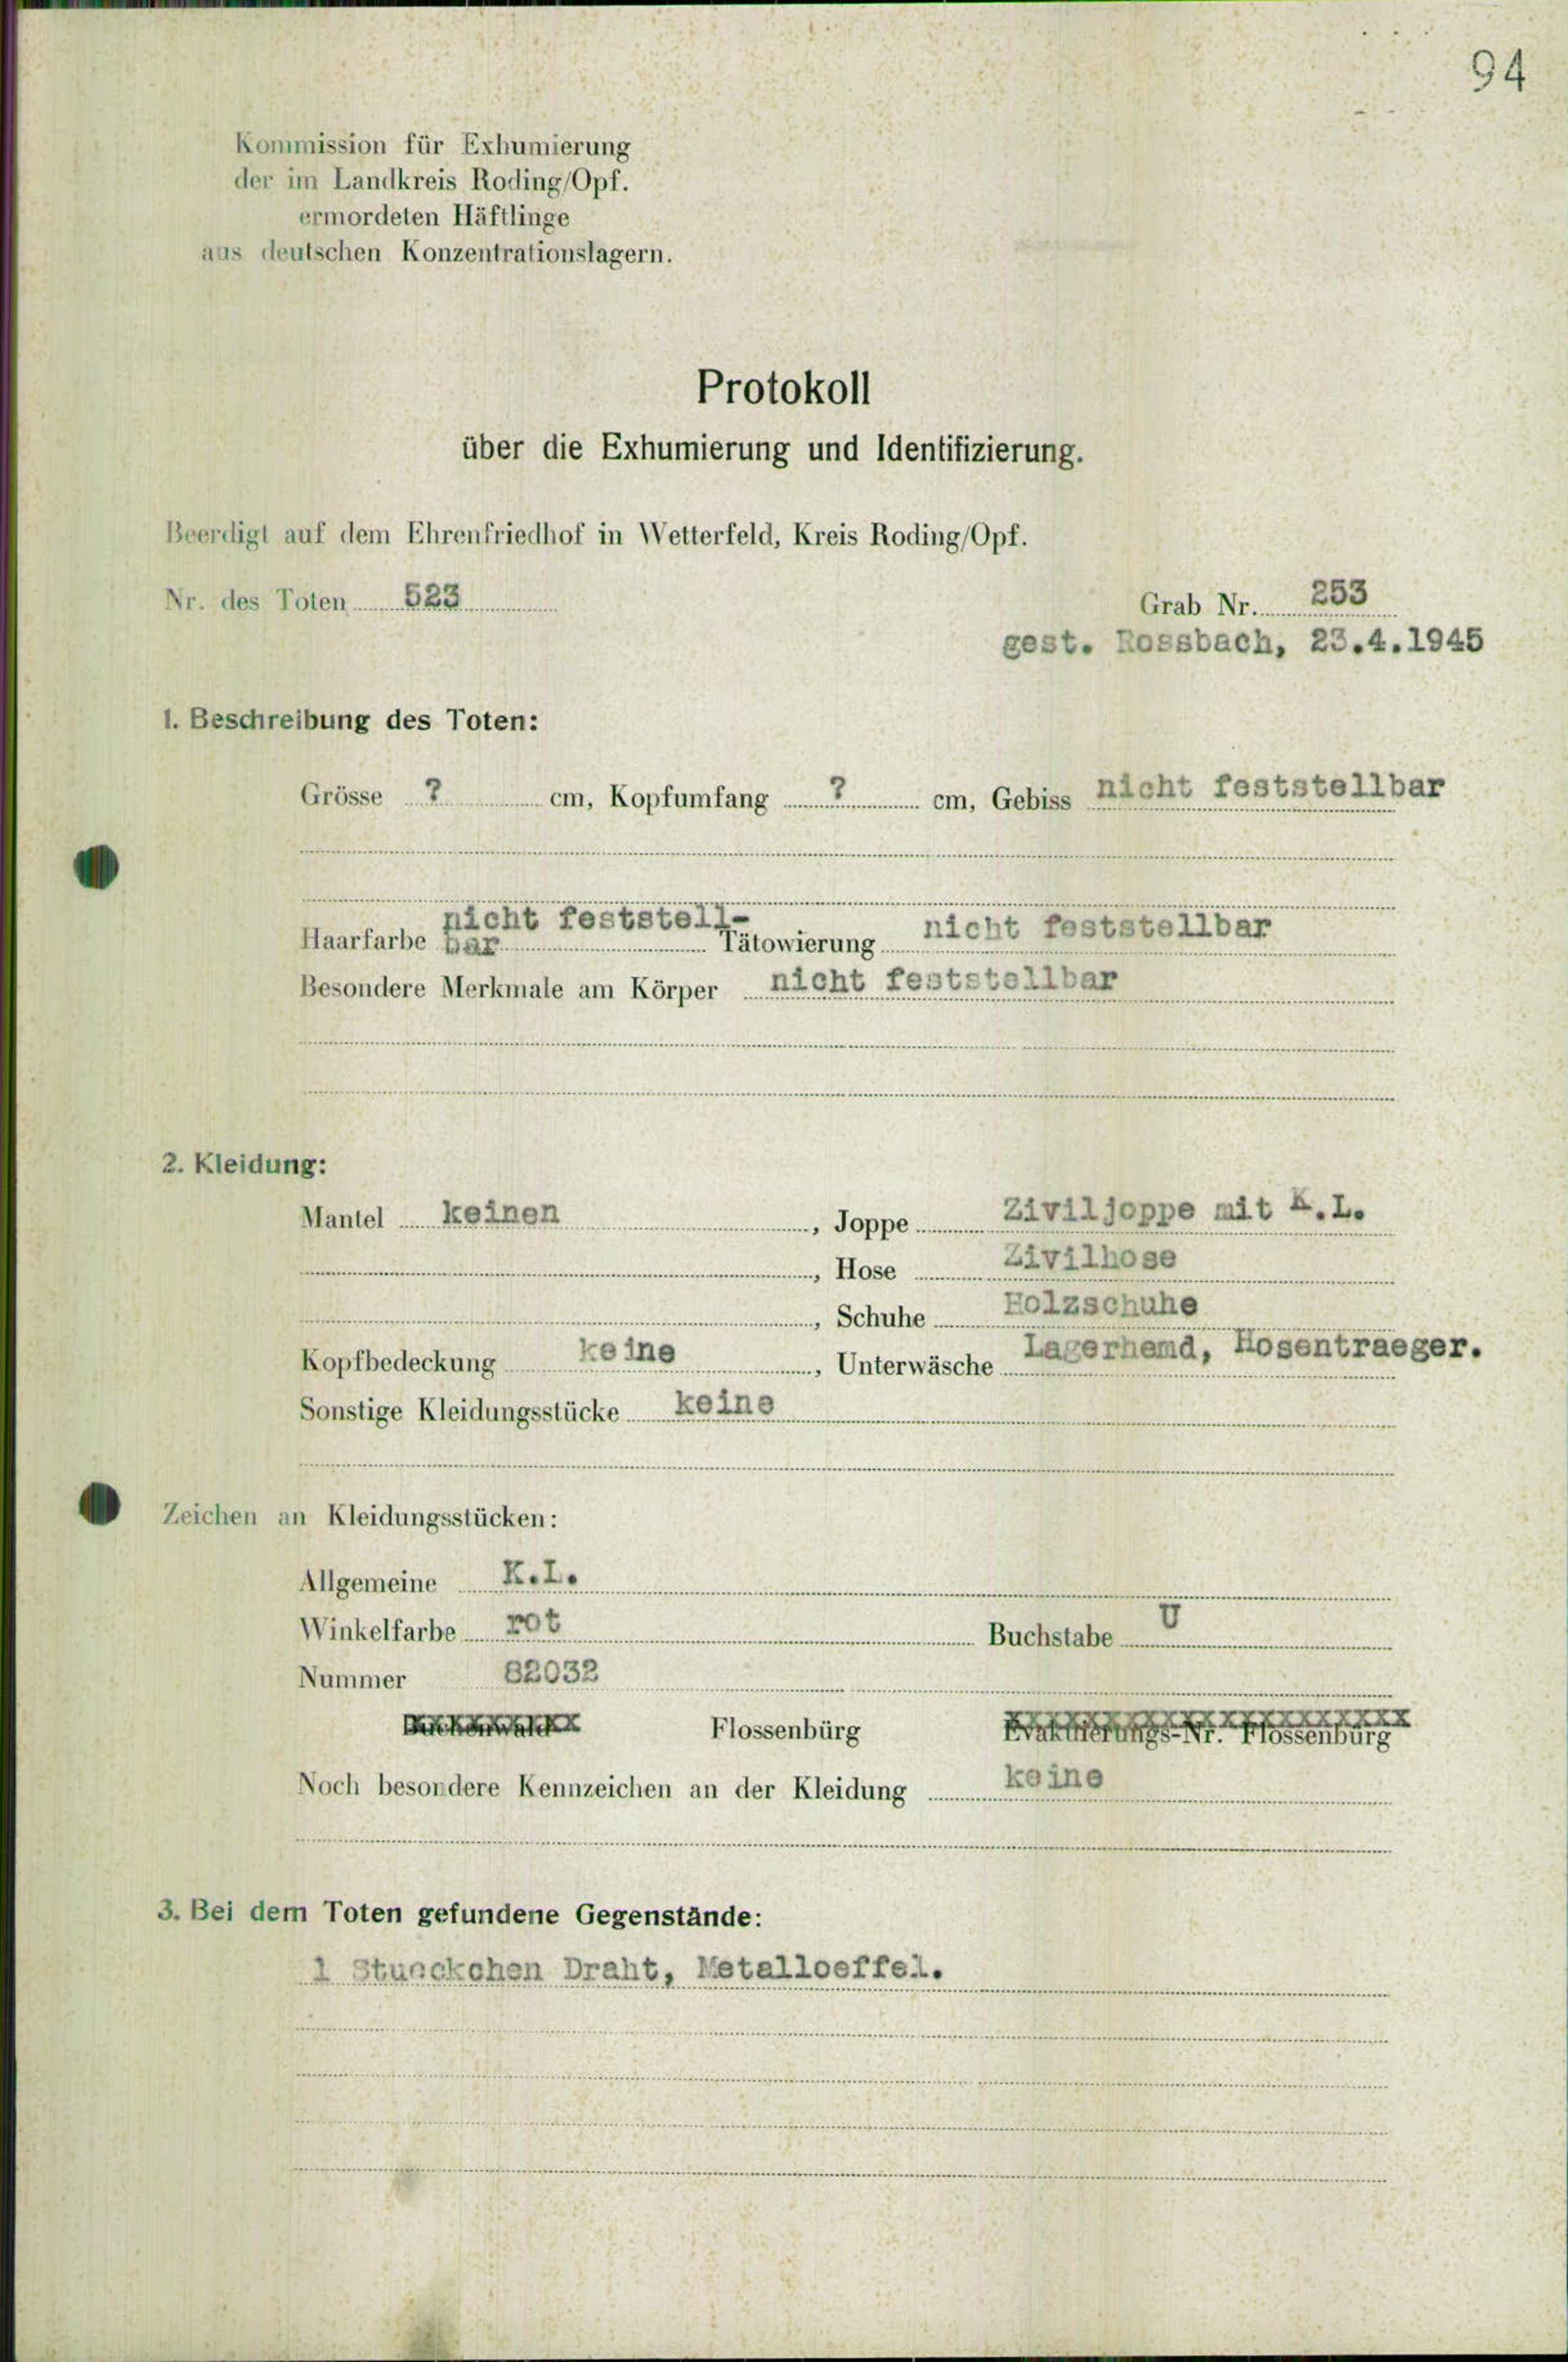 94
Kommission für Exhumierung
der im Landkreis Roding/Opf.
ermordeten Häftlinge
aus deutschen Konzentrationslagern.
Protokoll
über die Exhumierung und Identifizierung.
Beerdigt auf dem Ehrenfriedhof in Wetterfeld, Kreis Roding/Opf.
Nr. des Toten 523 Grab Nr. 253
gest. Rossbach, 23.4.1945
1. Beschreibung des Toten:
Grösse ? cm, Kopfumfang ? cm, Gebiss nicht feststellbar
Haarfarbe nicht feststell-
bar Tätowierung nicht feststellbar
Besondere Merkmale am Körper nicht feststellbar
2. Kleidung:
Mantel keinen, Joppe Ziviljoppe mit K.L.
, Hose Zivilhose
, Schuhe Holzschuhe
Kopfbedeckung keine, Unterwäsche Lagerhemd, Hosentraeger.
Sonstige Kleidungsstücke keine
Zeichen an Kleidungsstücken:
Allgemeine K.L.
Winkelfarbe rot Buchstabe U
Nummer 82032
Flossenbürg Nr. Flossenbürg
Noch besondere Kennzeichen an der Kleidung keine
3. Bei dem Toten gefundene Gegenstände:
1 Stueckchen Draht, Metalloeffel.